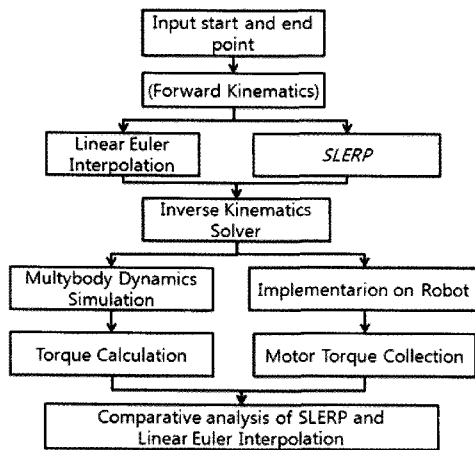 Input start and end
point
(Forward Kinematics)
Linear Euler
Interpolation
SLERP
Inverse Kinematics
Solver
Multybody Dynamics
Simulation
Implementarion on Robot
Torque Calculation
Motor Torque Collection
Comparative analysis of SLERP and
Linear Euler Interpolation